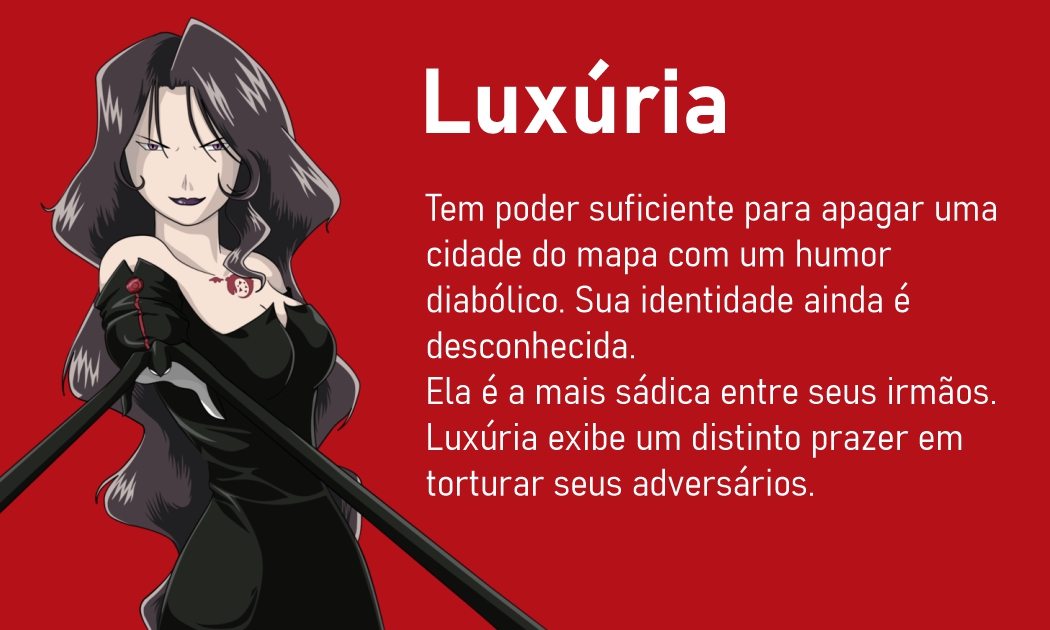 Luxúria
Tem poder suficiente para apagar uma
cidade do mapa com um humor
diabólico. Sua identidade ainda é
desconhecida.
Ela é a mais sádica entre seus irmãos.
Luxúria exibe um distinto prazer em
torturar seus adversários.